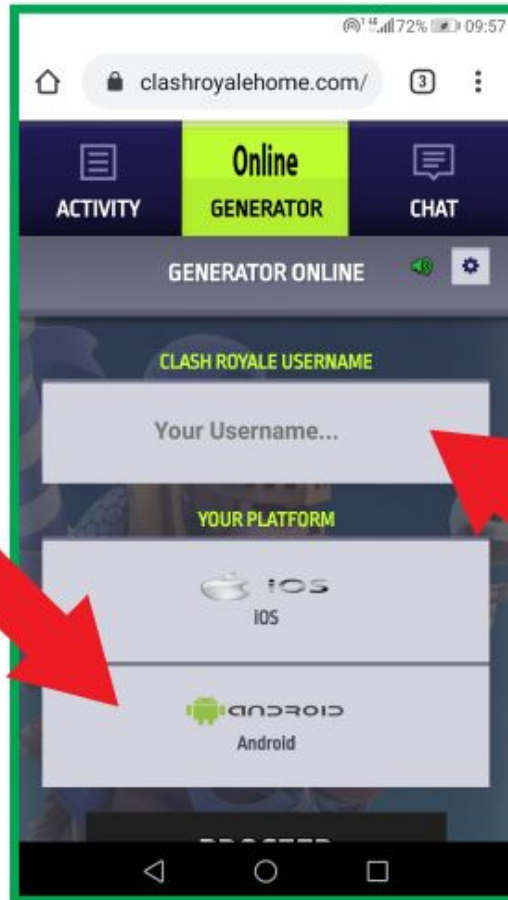 72% 09:57
clashroyalehome.com/ 3
ACTIVITY
Online
GENERATOR
CHAT
GENERATOR ONLINE
CLASH ROYALE USERNAME
Your Username...
YOUR PLATFORM
iOS
iOS
ANDROID
Android